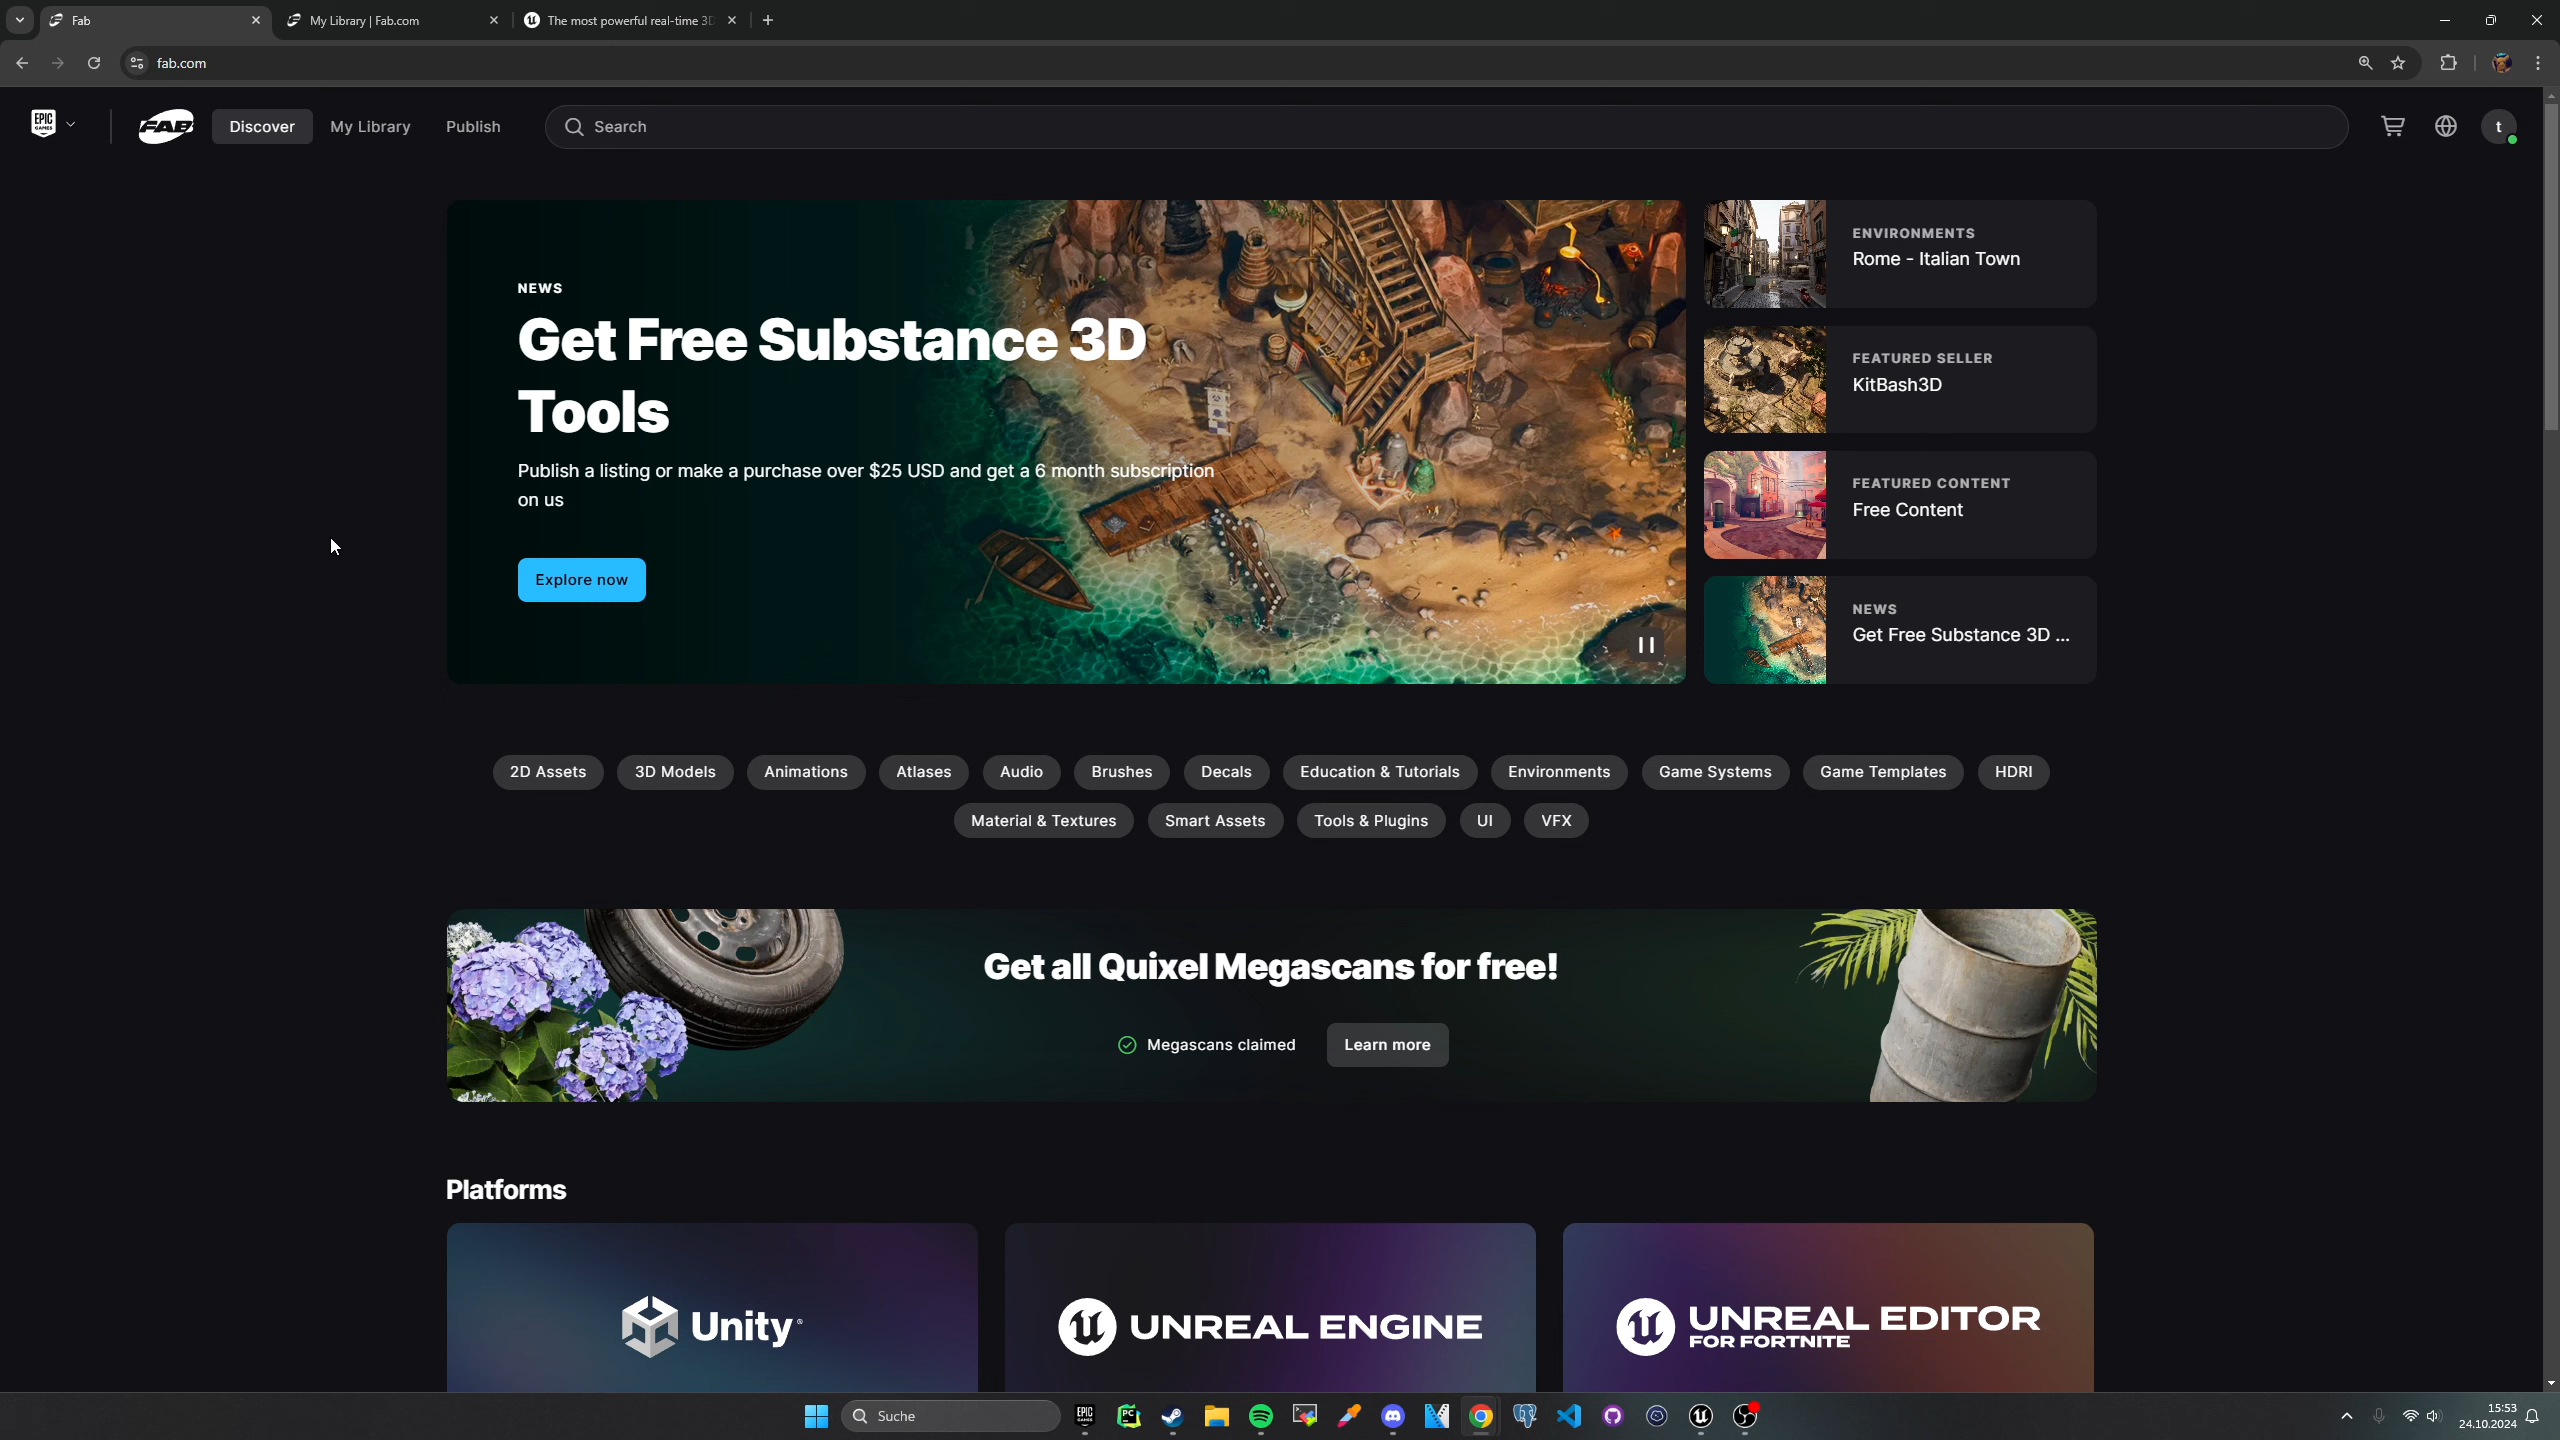 Fab
My Library | Fab.com
The most powerful real-time 3D
fab.com
EPIC GAMES
FAB
Discover
My Library
Publish
Search
t
NEWS
Get Free Substance 3D
Tools
Publish a listing or make a purchase over $25 USD and get a 6 month subscription
on us
Explore now
ENVIRONMENTS
Rome - Italian Town
FEATURED SELLER
KitBash3D
FEATURED CONTENT
Free Content
NEWS
Get Free Substance 3D ...
2D Assets
3D Models
Animations
Atlases
Audio
Brushes
Decals
Education & Tutorials
Environments
Game Systems
Game Templates
HDRI
Material & Textures
Smart Assets
Tools & Plugins
UI
VFX
Get all Quixel Megascans for free!
Megascans claimed
Learn more
Platforms
Unity
UNREAL ENGINE
UNREAL EDITOR
FOR FORTNITE
Suche
EPIC GAMES
PC
15:53
24.10.2024